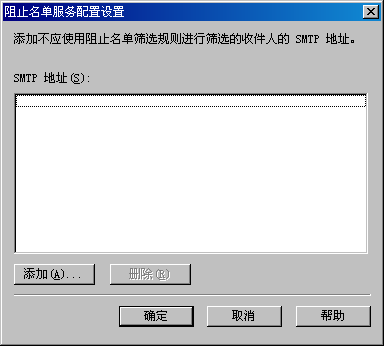 阻止名单服务配置设置
添加不应使用阻止名单筛选规则进行筛选的收件人的 SMTP 地址。
SMTP 地址(S):
添加(A)... 删除(R)
确定 取消 帮助